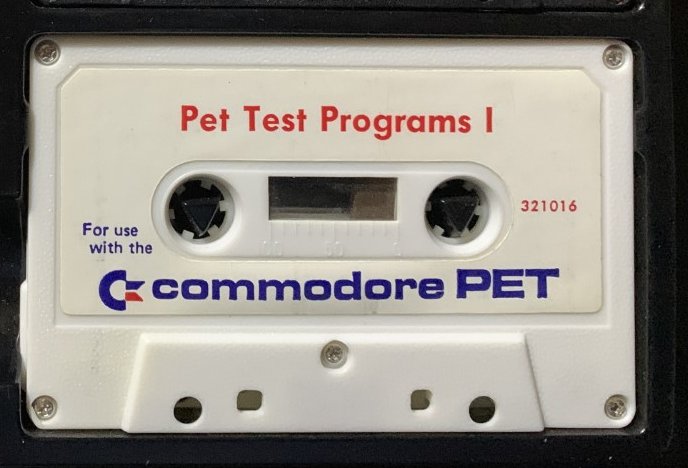 Pet Test Programs I
321016
For use
with the
commodore PET